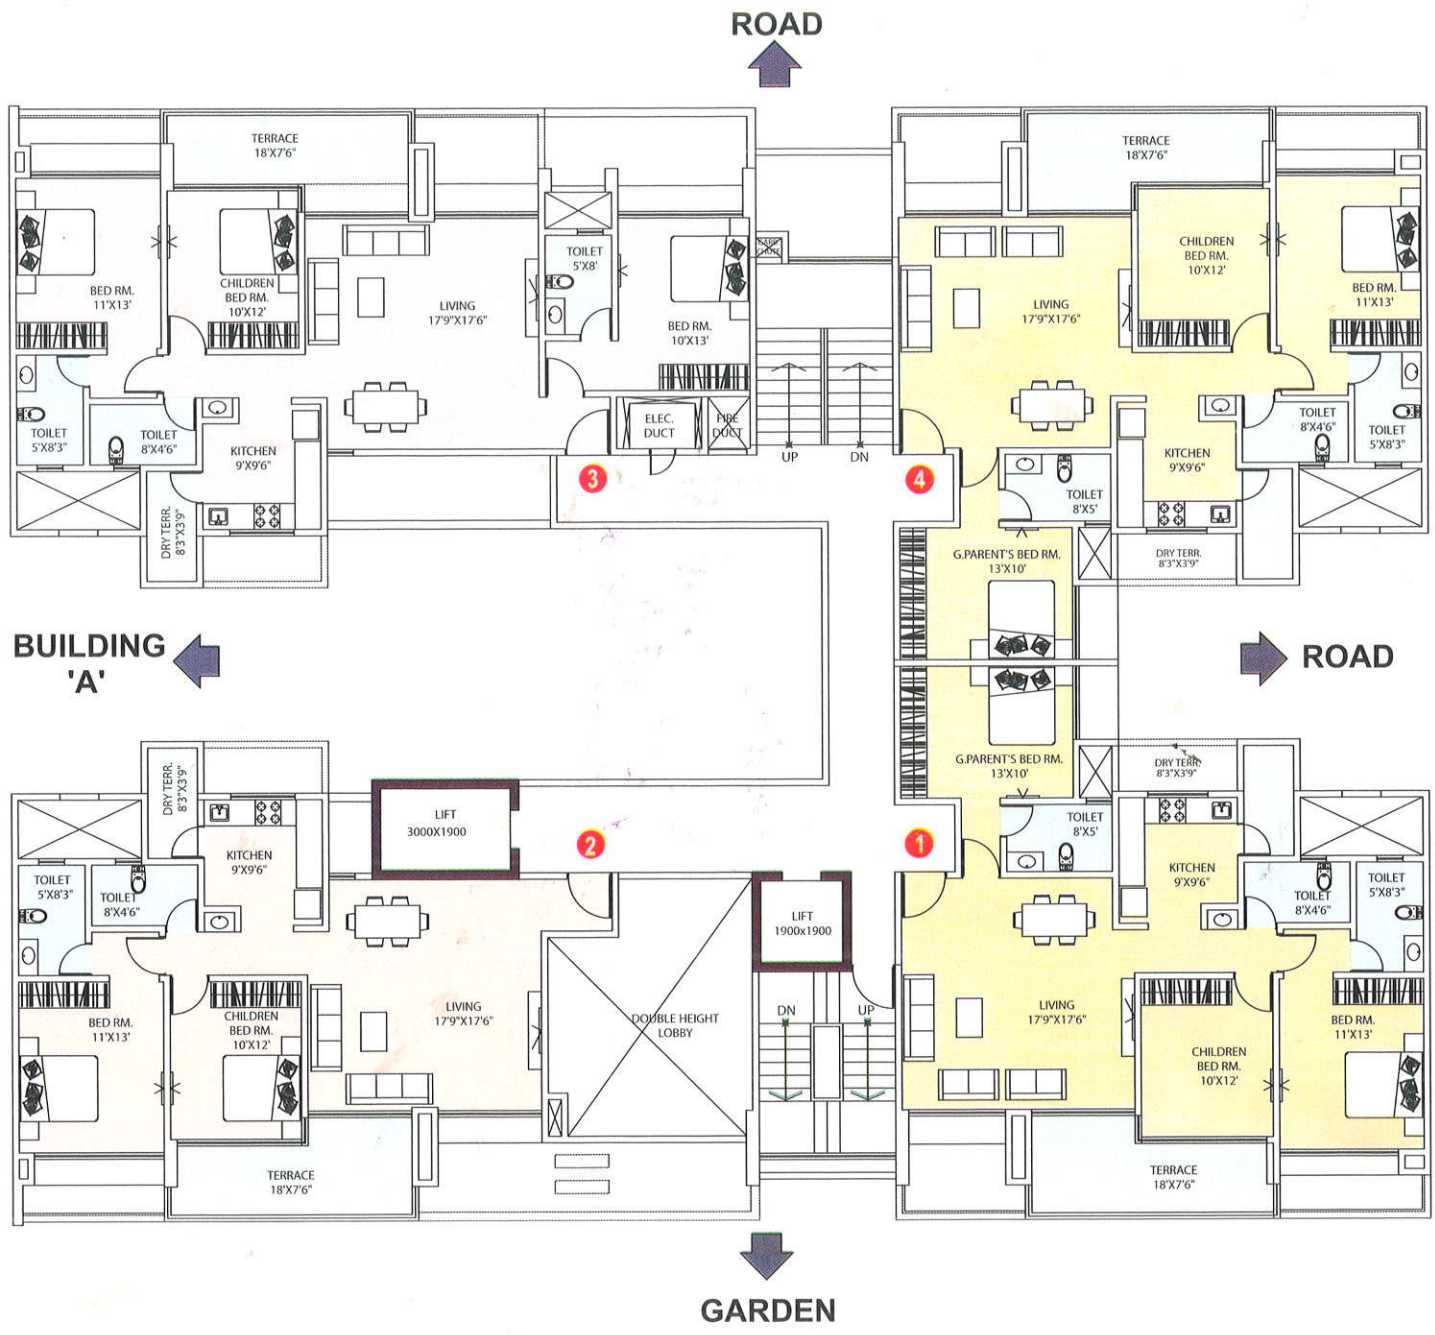 ROAD
TERRACE
18'X7'6"
BED RM.
11'X13'
CHILDREN
BED RM.
10'X12'
LIVING
17'9"X17'6"
TOILET
5'X8'
BED RM.
10'X13'
TOILET
5'X8'3"
TOILET
8'X4'6"
KITCHEN
9'X9'6"
DRY TERR.
8'3"X3'9"
ELEC.
DUCT
FIRE
DUCT
UP
DN
3
TERRACE
18'X7'6"
CHILDREN
BED RM.
10'X12'
BED RM.
11'X13'
LIVING
17'9"X17'6"
TOILET
8'X4'6"
TOILET
5'X8'3"
KITCHEN
9'X9'6"
4
TOILET
8'X5'
G.PARENT'S BED RM.
13'X10'
DRY TERR.
8'3"X3'9"
BUILDING
'A'
ROAD
G.PARENT'S BED RM.
13'X10'
DRY TERR.
8'3"X3'9"
DRY TERR.
8'3"X3'9"
LIFT
3000X1900
2
1
TOILET
8'X5'
KITCHEN
9'X9'6"
KITCHEN
9'X9'6"
TOILET
5'X8'3"
TOILET
8'X4'6"
TOILET
8'X4'6"
TOILET
5'X8'3"
LIFT
1900x1900
BED RM.
11'X13'
CHILDREN
BED RM.
10'X12'
LIVING
17'9"X17'6"
DOUBLE HEIGHT
LOBBY
DN
UP
LIVING
17'9"X17'6"
CHILDREN
BED RM.
10'X12'
BED RM.
11'X13'
TERRACE
18'X7'6"
TERRACE
18'X7'6"
GARDEN